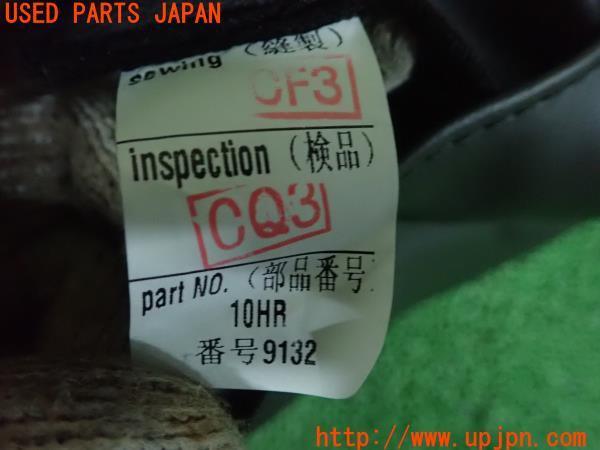 USED PARTS JAPAN
sewing (縫製)
CF3
inspection (検品)
CQ3
part NO. (部品番号
10HR
番号9132
http://www.upjpn.com